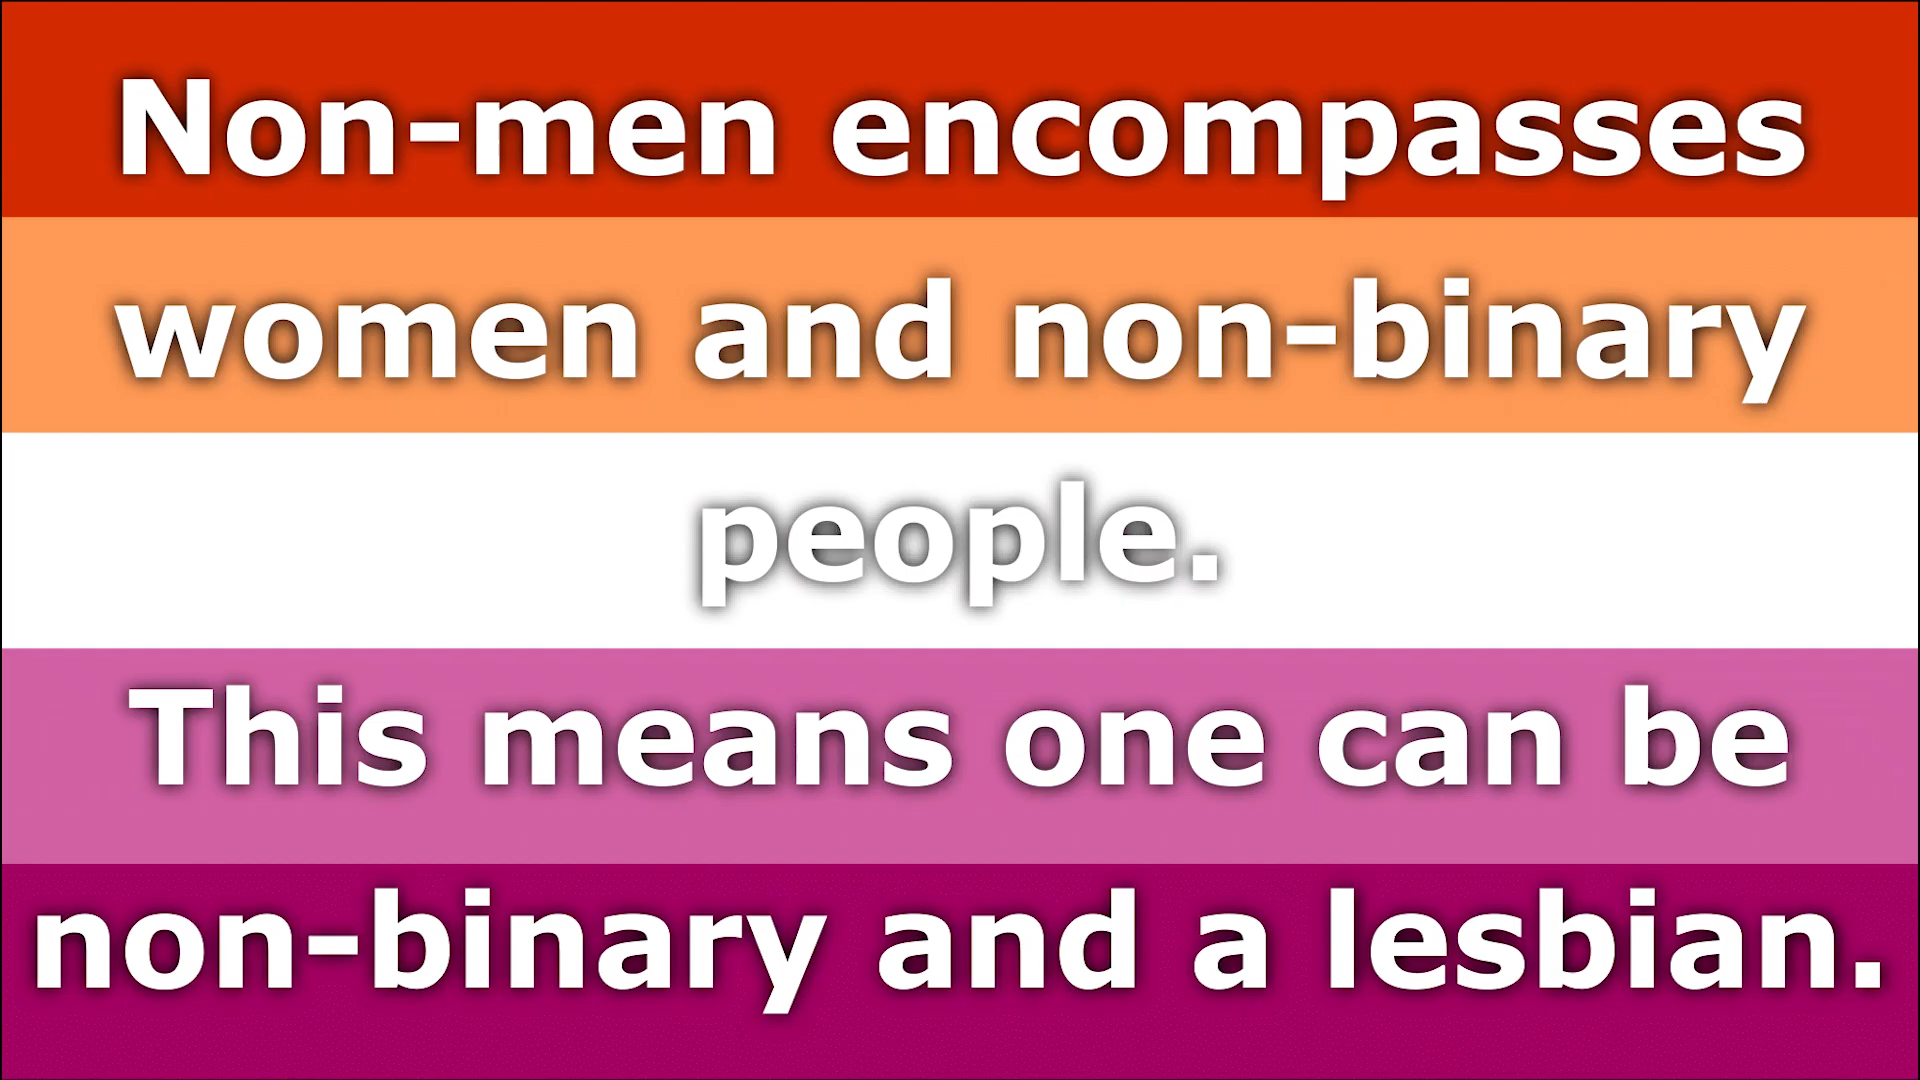 Non-men encompasses
women and non-binary
people.
This means one can be
non-binary and a lesbian.